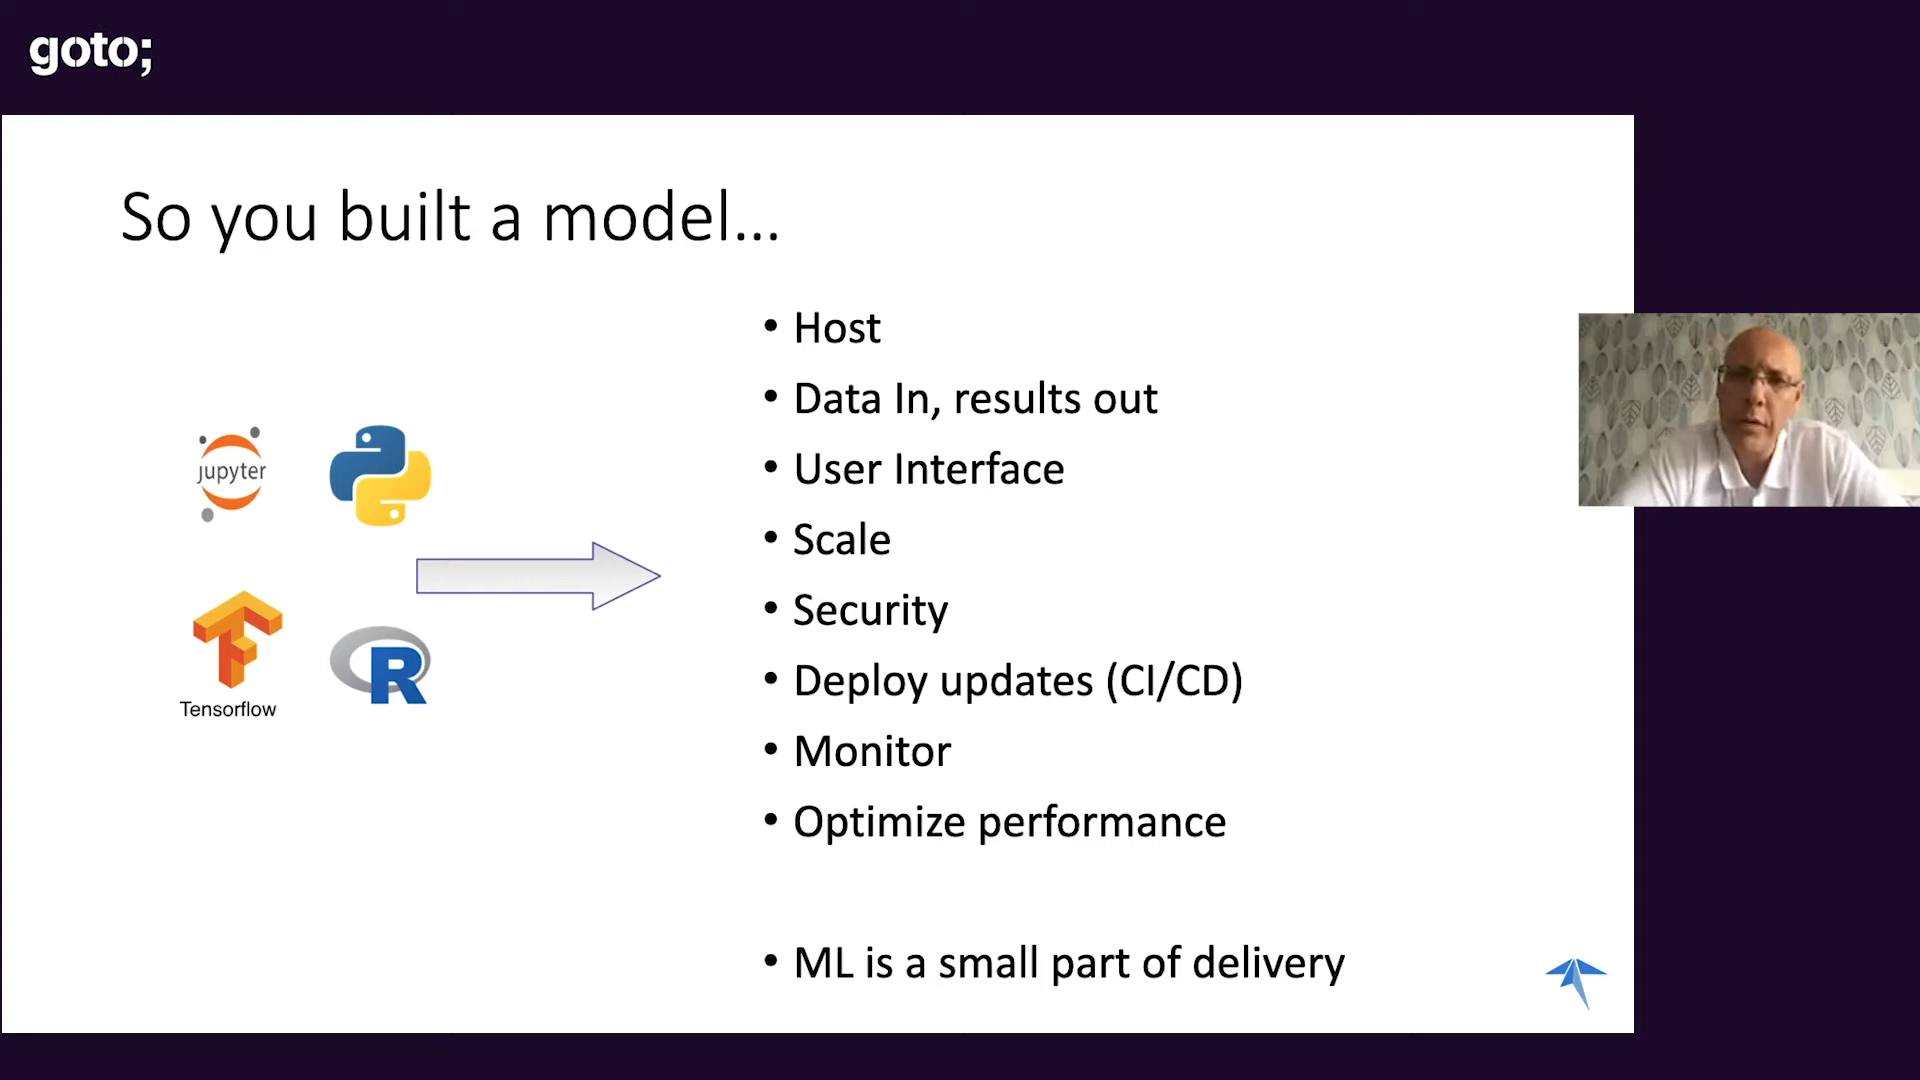 goto;
So you built a model...
• Host
• Data In, results out
• User Interface
• Scale
• Security
• Deploy updates (CI/CD)
• Monitor
• Optimize performance
• ML is a small part of delivery
jupyter
Tensorflow
R